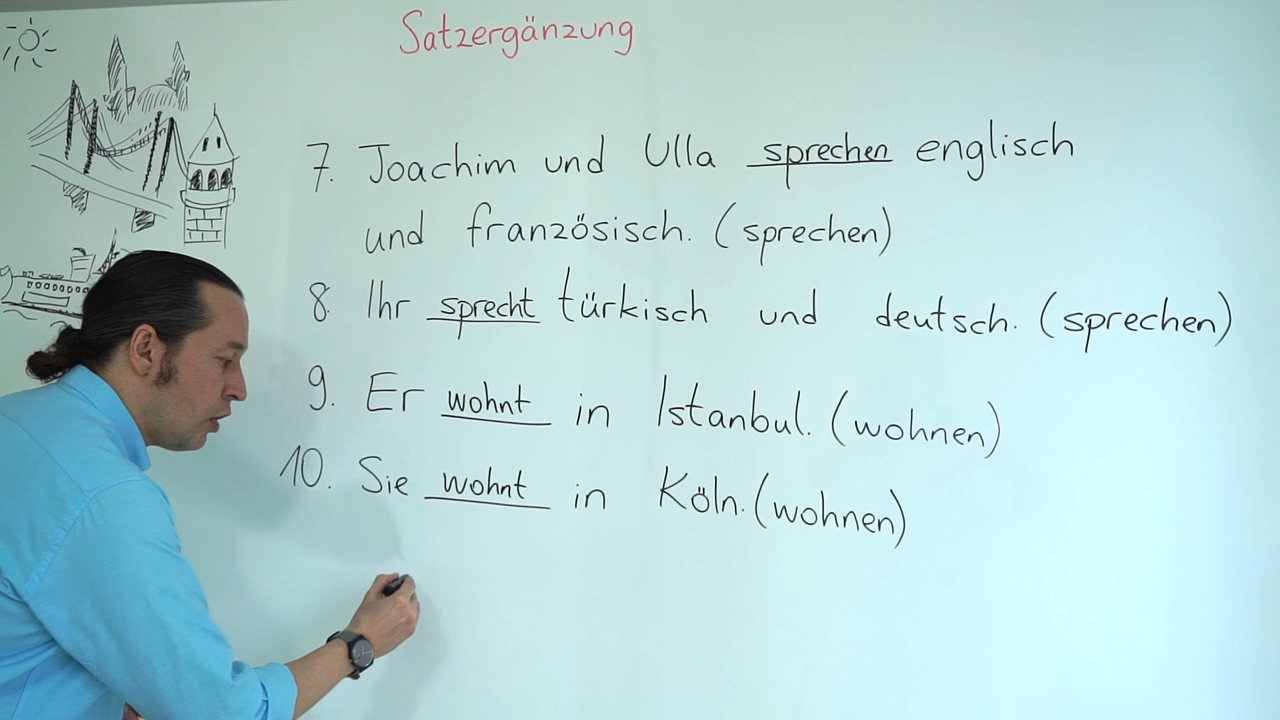 Satzergänzung
7. Joachim und Ulla sprechen englisch
und französisch. (sprechen)
8. Ihr sprecht türkisch und deutsch. (sprechen)
9. Er wohnt in Istanbul. (wohnen)
10. Sie wohnt in Köln. (wohnen)